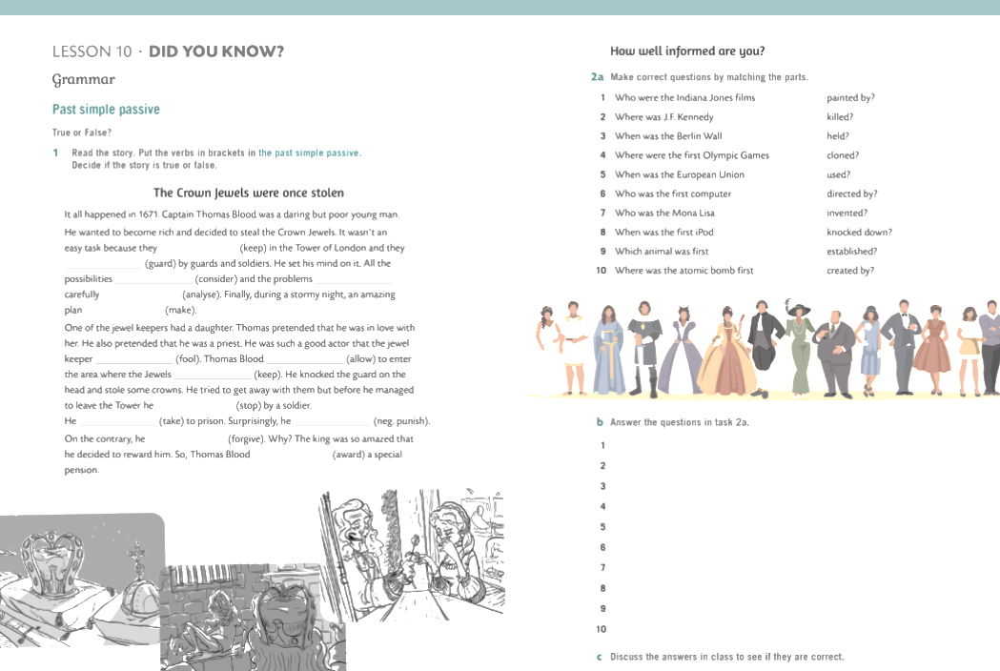 LESSON 10 · DID YOU KNOW?
Grammar
Past simple passive
True or False?
1 Read the story. Put the verbs in brackets in the past simple passive.
Decide if the story is true or false.
The Crown Jewels were once stolen
It all happened in 1671. Captain Thomas Blood was a daring but poor young man.
He wanted to become rich and decided to steal the Crown Jewels. It wasn't an
easy task because they (keep) in the Tower of London and they
(guard) by guards and soldiers. He set his mind on it. All the
possibilities (consider) and the problems
carefully (analyse). Finally, during a stormy night, an amazing
plan (make).
One of the jewel keepers had a daughter. Thomas pretended that he was in love with
her. He also pretended that he was a priest. He was such a good actor that the jewel
keeper (fool). Thomas Blood (allow) to enter
the area where the Jewels (keep). He knocked the guard on the
head and stole some crowns. He tried to get away with them but before he managed
to leave the Tower he (stop) by a soldier.
He (take) to prison. Surprisingly, he (neg. punish).
On the contrary, he (forgive). Why? The king was so amazed that
he decided to reward him. So, Thomas Blood (award) a special
pension.
How well informed are you?
2a Make correct questions by matching the parts.
1 Who were the Indiana Jones films painted by?
2 Where was J.F. Kennedy killed?
3 When was the Berlin Wall held?
4 Where were the first Olympic Games cloned?
5 When was the European Union used?
6 Who was the first computer directed by?
7 Who was the Mona Lisa invented?
8 When was the first iPod knocked down?
9 Which animal was first established?
10 Where was the atomic bomb first created by?
b Answer the questions in task 2a.
1
2
3
4
5
6
7
8
9
10
c Discuss the answers in class to see if they are correct.